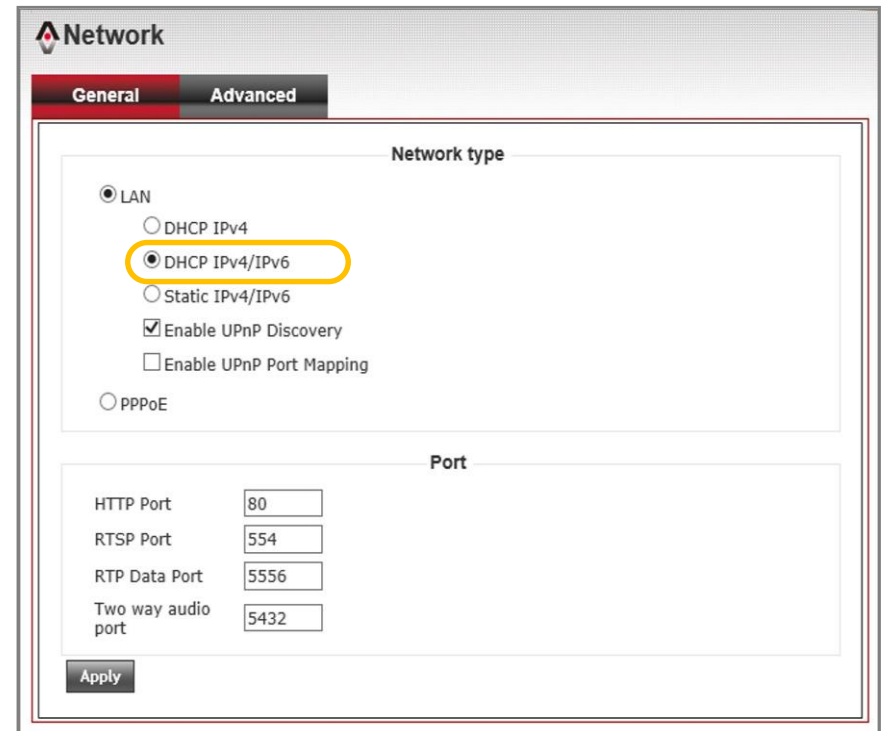 Network
General Advanced
Network type
LAN
DHCP IPv4
DHCP IPv4/IPv6
Static IPv4/IPv6
Enable UPnP Discovery
Enable UPnP Port Mapping
PPPoE
Port
HTTP Port 80
RTSP Port 554
RTP Data Port 5556
Two way audio
port 5432
Apply